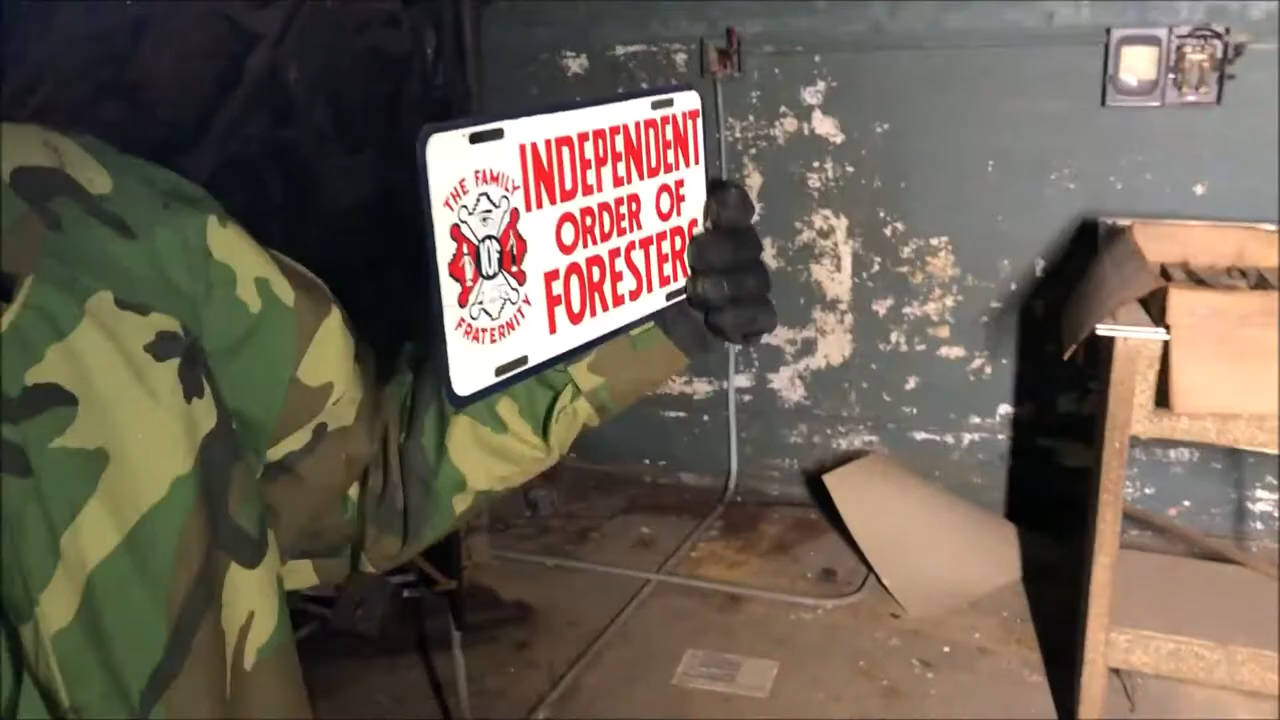 THE FAMILY
IOF
FRATERNITY
INDEPENDENT
ORDER OF
FORESTERS